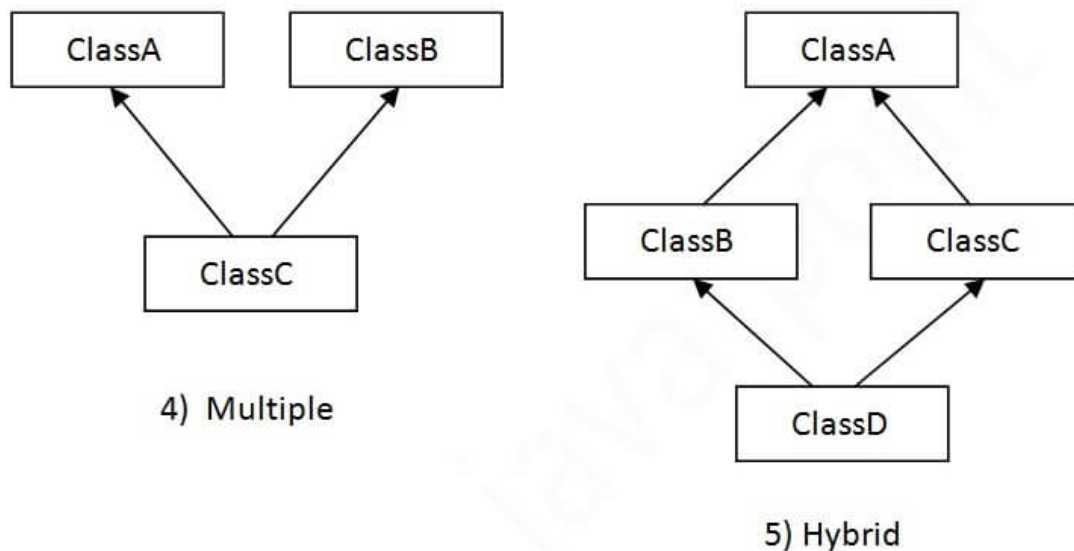 ClassA
ClassB
ClassC
4) Multiple
ClassA
ClassB
ClassC
ClassD
5) Hybrid